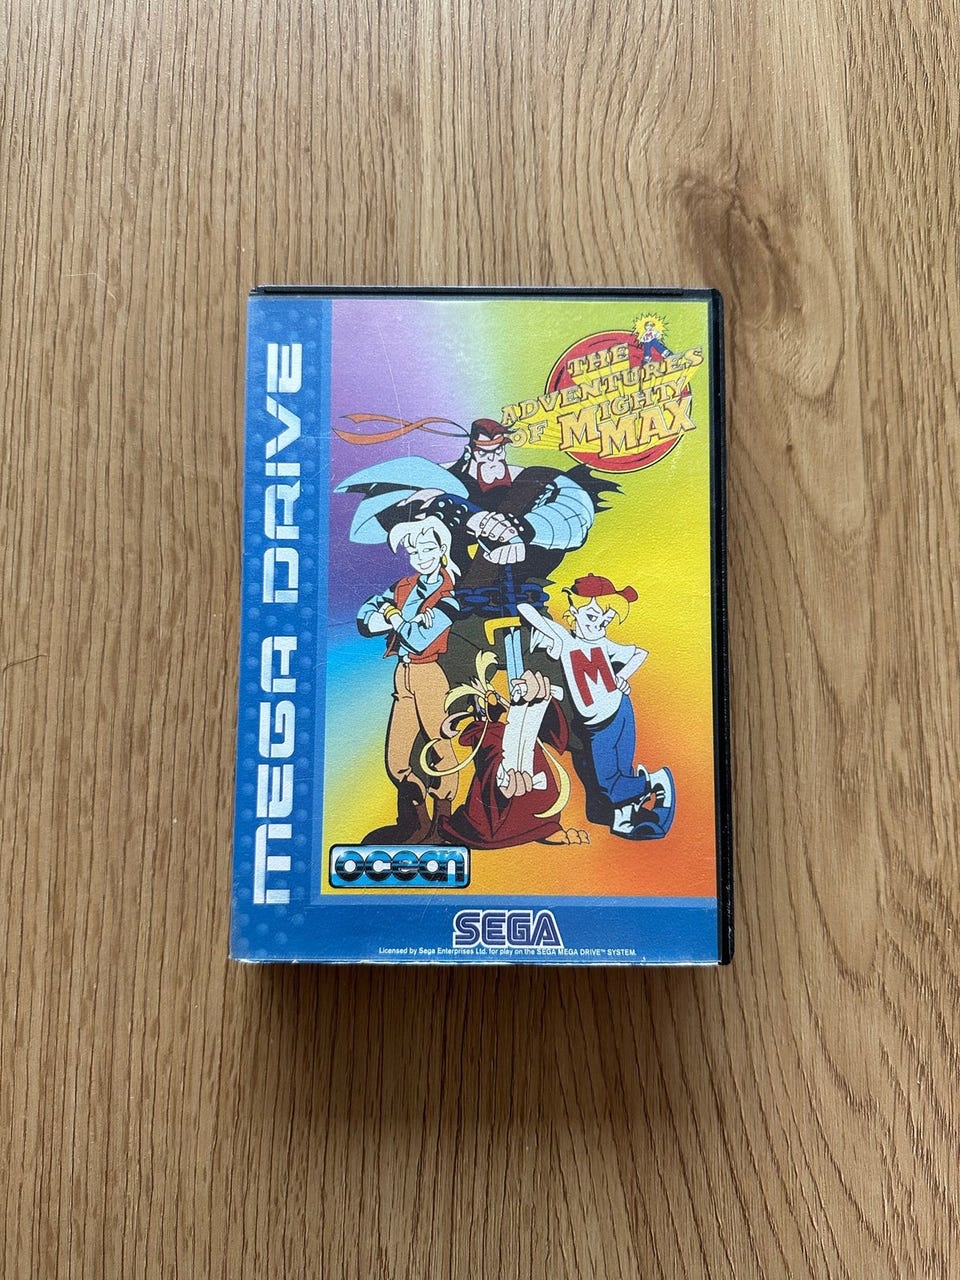 MEGA DRIVE
THE
ADVENTURES
OF MIGHTY
MAX
M
ocean
SEGA
Licensed by Sega Enterprises Ltd. for play on the SEGA MEGA DRIVE™ SYSTEM.